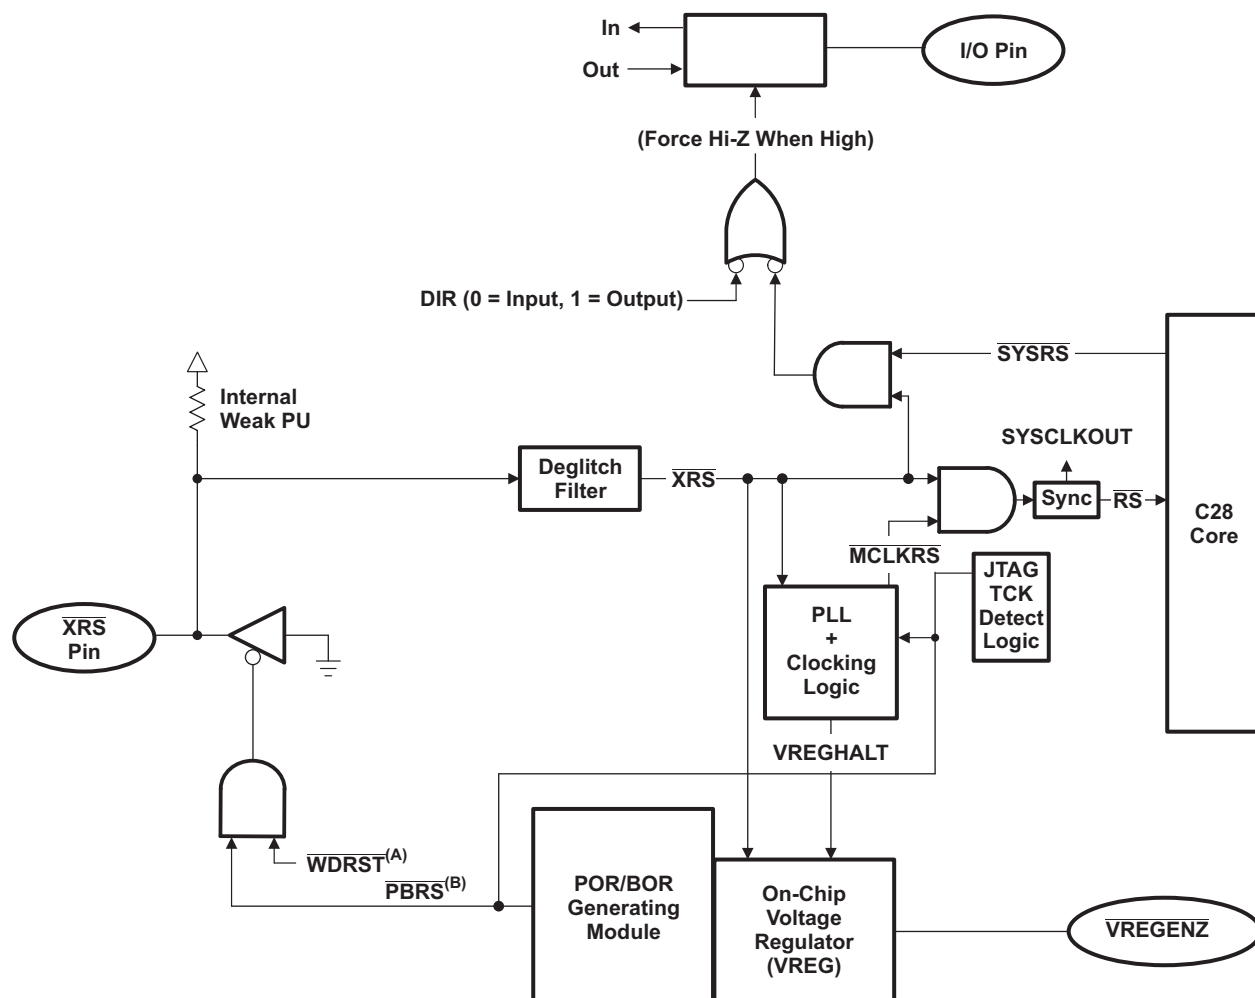 In
Out
I/O Pin
(Force Hi-Z When High)
DIR (0 = Input, 1 = Output)
SYSRS
Internal
Weak PU
SYSCLKOUT
Deglitch
Filter
XRS
Sync
RS
C28
Core
MCLKRS
JTAG
TCK
Detect
Logic
XRS
Pin
PLL
+
Clocking
Logic
VREGHALT
WDRST(A)
PBRS(B)
POR/BOR
Generating
Module
On-Chip
Voltage
Regulator
(VREG)
VREGENZ